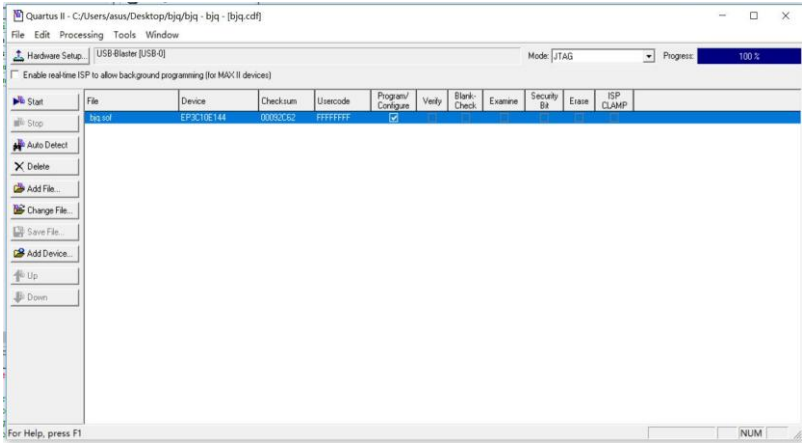 Quartus II - C:/Users/asus/Desktop/bjq/bjq - bjq - [bjq.cdf]
File Edit Processing Tools Window
Hardware Setup... USB-Blaster [USB-0] Mode: JTAG Progress: 100 %
Enable real-time ISP to allow background programming (for MAX II devices)
Start
Stop
Auto Detect
Delete
Add File...
Change File...
Save File...
Add Device...
Up
Down
File Device Checksum Usercode Program/Configure Verify Blank-Check Examine Security Bit Erase ISP CLAMP
bjq.sof EP3C10E144 00092C62 FFFFFFFF
For Help, press F1 NUM